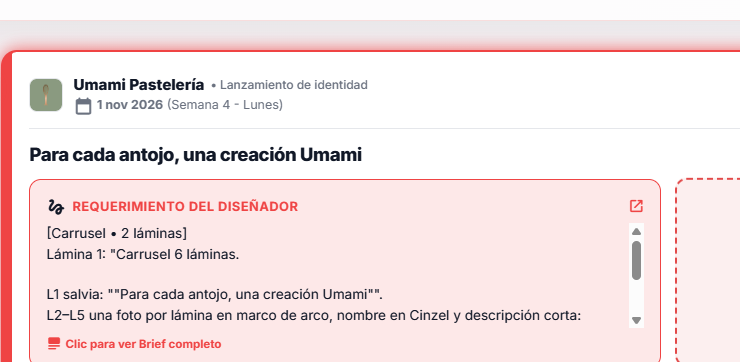 Umami Pastelería • Lanzamiento de identidad
1 nov 2026 (Semana 4 - Lunes)
Para cada antojo, una creación Umami
REQUERIMIENTO DEL DISEÑADOR
[Carrusel • 2 láminas]
Lámina 1: "Carrusel 6 láminas.
L1 salvia: ""Para cada antojo, una creación Umami"".
L2–L5 una foto por lámina en marco de arco, nombre en Cinzel y descripción corta:
Clic para ver Brief completo